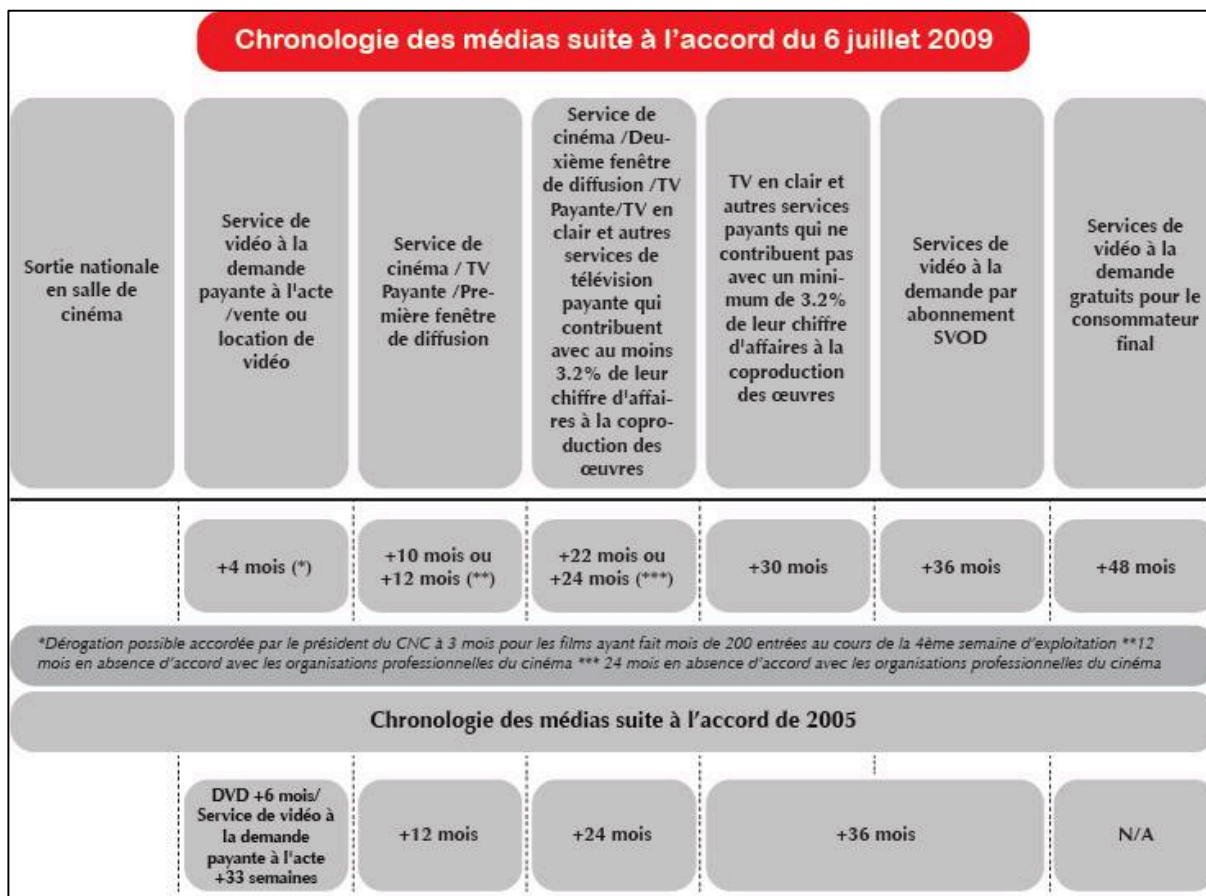 Chronologie des médias suite à l'accord du 6 juillet 2009
Sortie nationale
en salle de
cinéma
Service de
vidéo à la
demande
payante à l'acte
/vente ou
location de
vidéo
Service de
cinéma / TV
Payante /Pre-
mière fenêtre
de diffusion
Service de
cinéma /Deu-
xième fenêtre
de diffusion /TV
Payante/TV en
clair et autres
services de
télévision
payante qui
contribuent
avec au moins
3.2% de leur
chiffre d'affai-
res à la copro-
duction des
œuvres
TV en clair et
autres services
payants qui ne
contribuent pas
avec un mini-
mum de 3.2%
de leur chiffre
d'affaires à la
coproduction
des œuvres
Services de
vidéo à la
demande par
abonnement
SVOD
Services de
vidéo à la
demande
gratuits pour le
consommateur
final
+4 mois (*)
+10 mois ou
+12 mois (**)
+22 mois ou
+24 mois (***)
+30 mois
+36 mois
+48 mois
*Dérogation possible accordée par le président du CNC à 3 mois pour les films ayant fait mois de 200 entrées au cours de la 4ème semaine d'exploitation **12
mois en absence d'accord avec les organisations professionnelles du cinéma *** 24 mois en absence d'accord avec les organisations professionnelles du cinéma
Chronologie des médias suite à l'accord de 2005
DVD +6 mois/
Service de vidéo à
la demande
payante à l'acte
+33 semaines
+12 mois
+24 mois
+36 mois
N/A